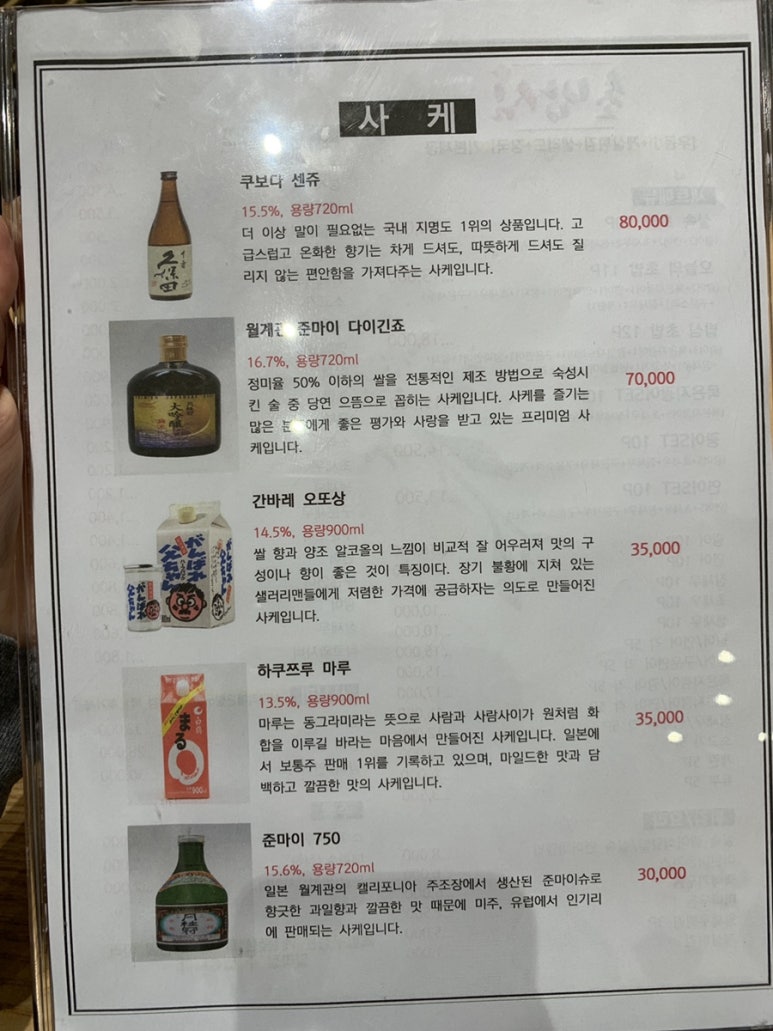 사 케
쿠보다 센쥬
15.5%, 용량720ml
더 이상 말이 필요없는 국내 지명도 1위의 상품입니다. 고
급스럽고 온화한 향기는 차게 드셔도, 따뜻하게 드셔도 질
리지 않는 편안함을 가져다주는 사케입니다.
80,000
久保田
千寿
월계관 준마이 다이긴죠
16.7%, 용량720ml
정미율 50% 이하의 쌀을 전통적인 제조 방법으로 숙성시
킨 술 중 당연 으뜸으로 꼽히는 사케입니다. 사케를 즐기는
많은 에게 좋은 평가와 사랑을 받고 있는 프리미엄 사
케입니다.
70,000
大吟醸
간바레 오또상
14.5%, 용량900ml
쌀 향과 양조 알코올의 느낌이 비교적 잘 어우러져 맛의 구
성이나 향이 좋은 것이 특징이다. 장기 불황에 지쳐 있는
샐러리맨들에게 저렴한 가격에 공급하자는 의도로 만들어진
사케입니다.
35,000
がんばれ
父ちゃん
하쿠쯔루 마루
13.5%, 용량900ml
마루는 동그라미라는 뜻으로 사람과 사람사이가 원처럼 화
합을 이루길 바라는 마음에서 만들어진 사케입니다. 일본에
서 보통주 판매 1위를 기록하고 있으며, 마일드한 맛과 담
백하고 깔끔한 맛의 사케입니다.
35,000
白鶴
まる
준마이 750
15.6%, 용량720ml
일본 월계관의 캘리포니아 주조장에서 생산된 준마이슈로
향긋한 과일향과 깔끔한 맛 때문에 미주, 유럽에서 인기리
에 판매되는 사케입니다.
30,000
月桂冠